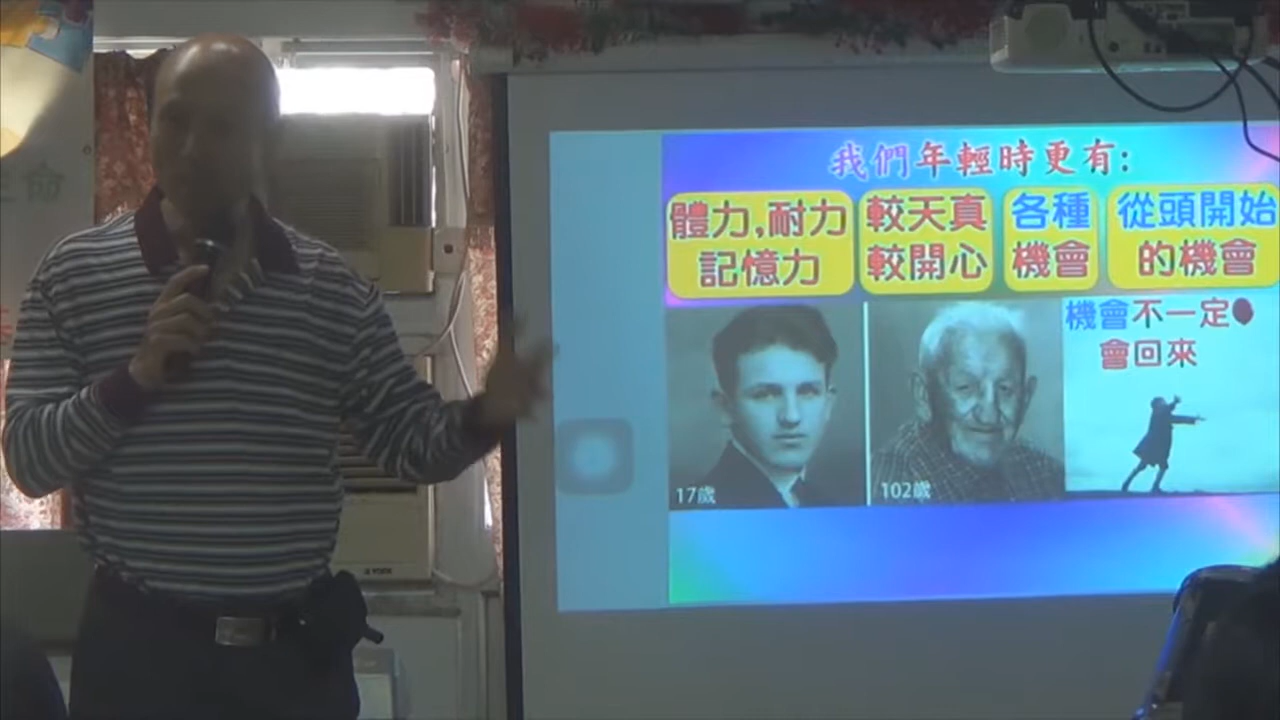 我們年輕時更有:
體力,耐力
記憶力
較天真
較開心
各種
機會
從頭開始
的機會
機會不一定
會回來
17歲
102歲